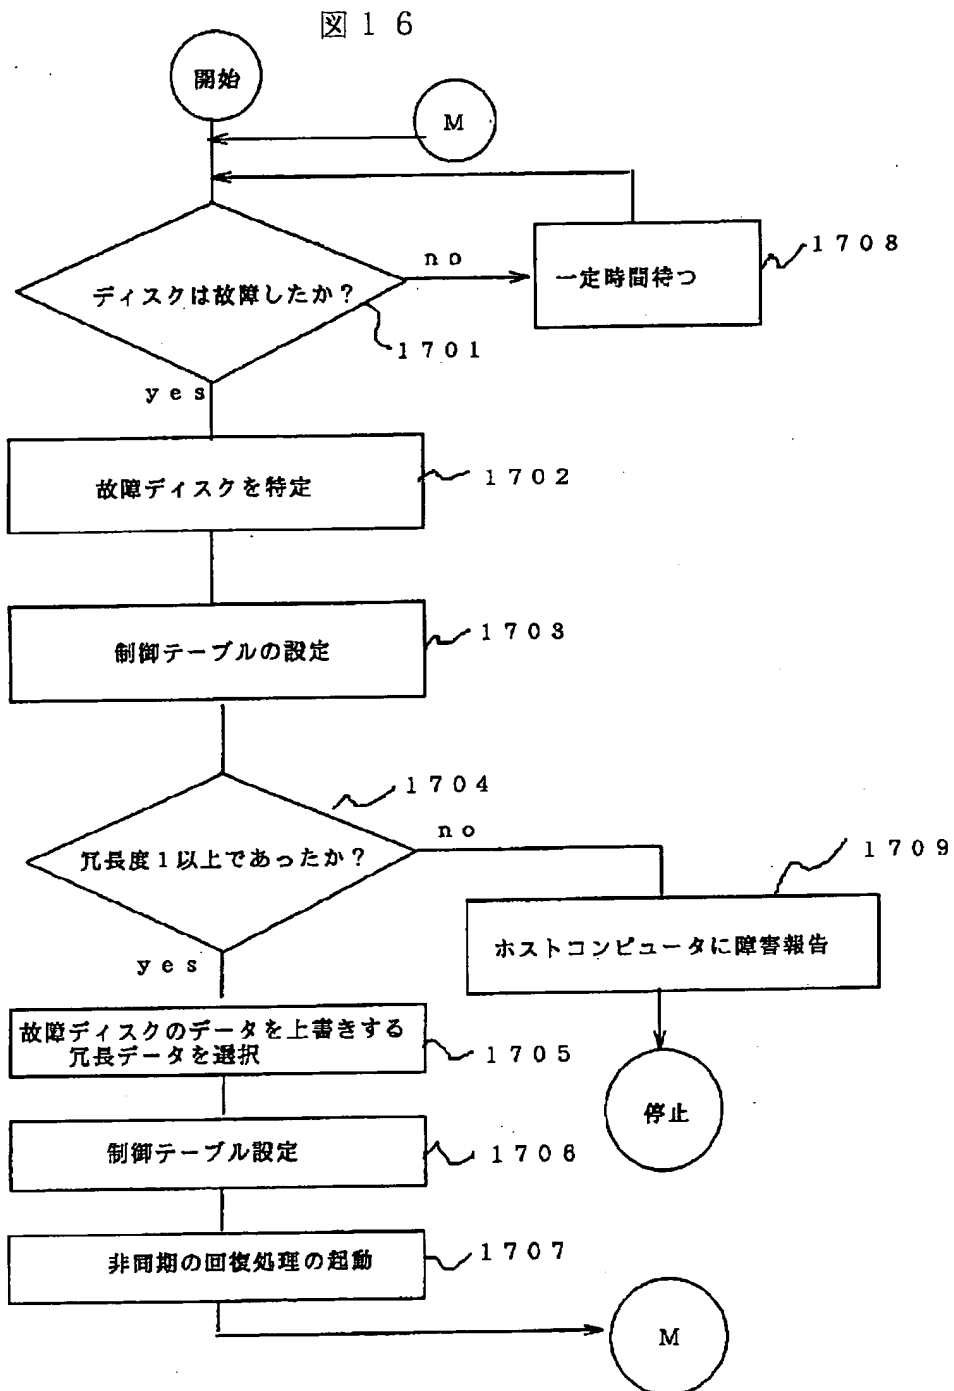 図１６
開始
M
no
一定時間待つ
1708
ディスクは故障したか？
1701
yes
故障ディスクを特定
1702
制御テーブルの設定
1703
1704
冗長度１以上であったか？
no
1709
ホストコンピュータに障害報告
yes
故障ディスクのデータを上書きする
冗長データを選択
1705
停止
制御テーブル設定
1706
非同期の回復処理の起動
1707
M